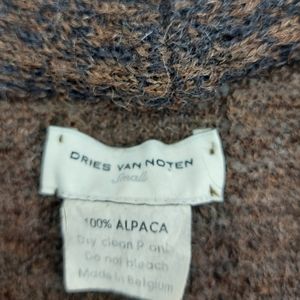 DRIES VAN NOTEN
Small
100% ALPACA
Dry clean P only
Do not bleach
Made in Belgium